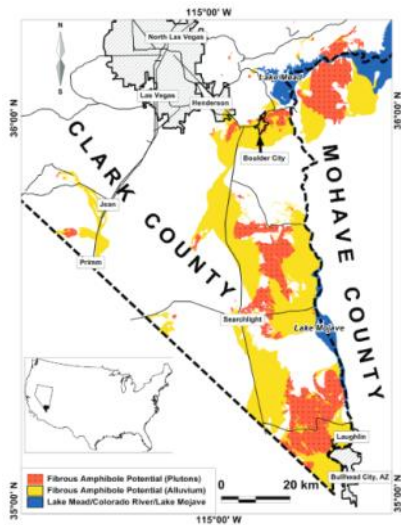 115°00' W
North Las Vegas
N
S
Lake Mead
Las Vegas
Henderson
36°00' N
36°00' N
Boulder City
CLARK COUNTY
MOHAVE COUNTY
Jean
Primm
Searchlight
Lake Mojave
Laughlin
Bullhead City, AZ
Fibrous Amphibole Potential (Plutons)
Fibrous Amphibole Potential (Alluvium)
Lake Mead/Colorado River/Lake Mojave
0 20 km
35°00' N
35°00' N
115°00' W